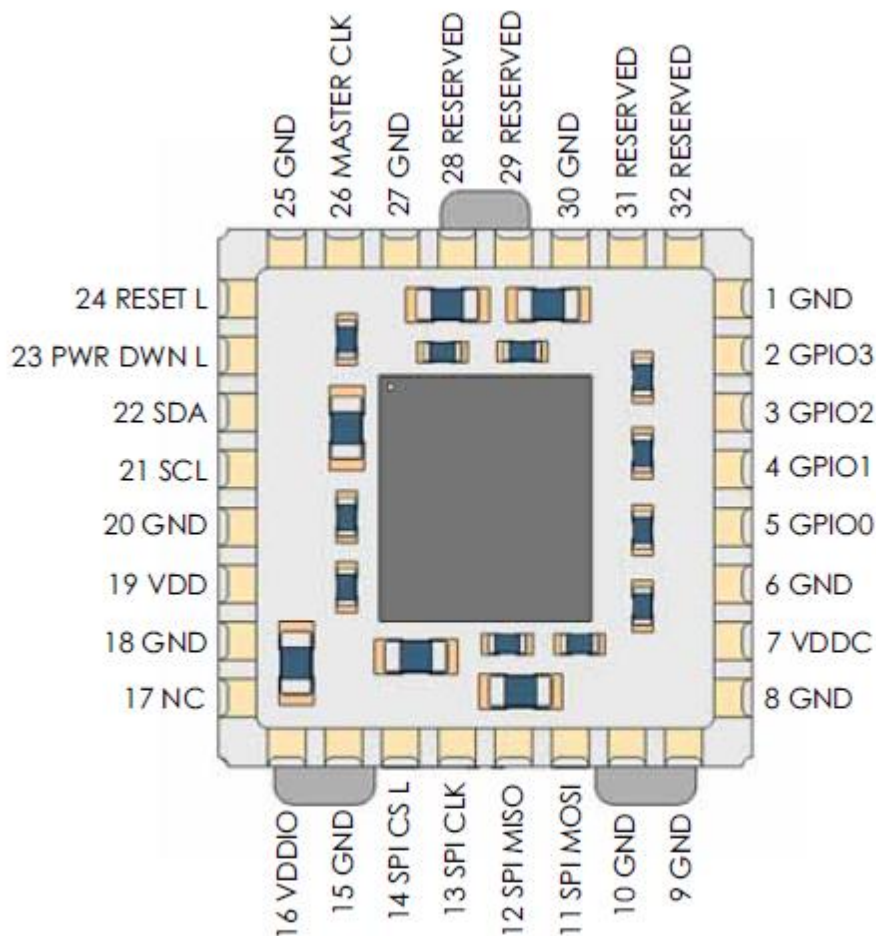 25 GND
26 MASTER CLK
27 GND
28 RESERVED
29 RESERVED
30 GND
31 RESERVED
32 RESERVED
24 RESET L
23 PWR DWN L
22 SDA
21 SCL
20 GND
19 VDD
18 GND
17 NC
1 GND
2 GPIO3
3 GPIO2
4 GPIO1
5 GPIO0
6 GND
7 VDDC
8 GND
16 VDDIO
15 GND
14 SPI CS L
13 SPI CLK
12 SPI MISO
11 SPI MOSI
10 GND
9 GND